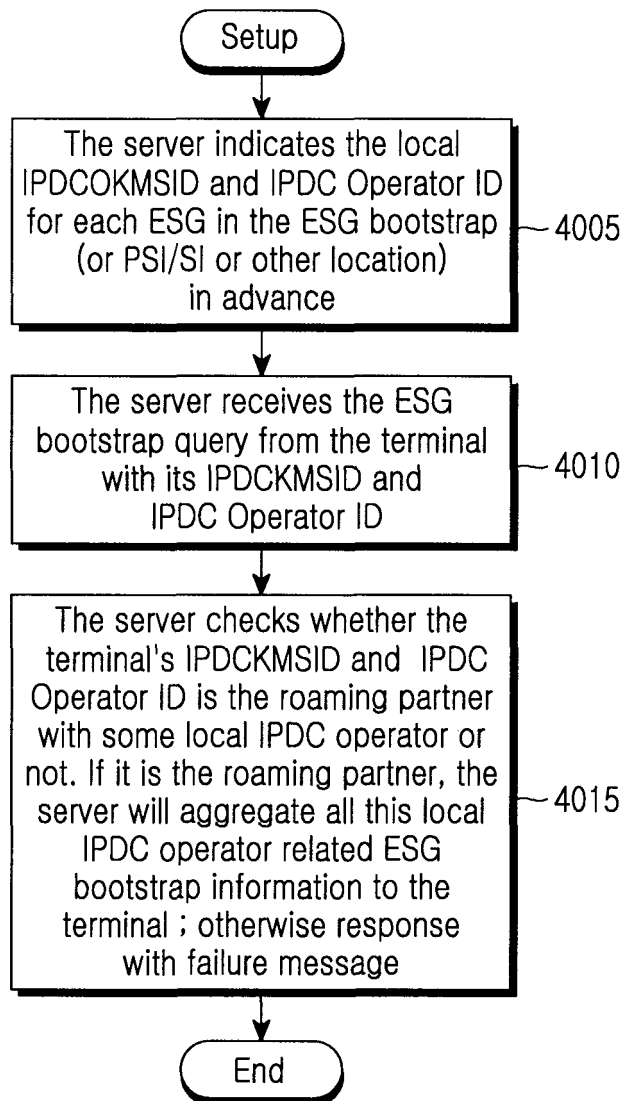 Setup
The server indicates the local
IPDCOKMSID and IPDC Operator ID
for each ESG in the ESG bootstrap
(or PSI/SI or other location)
in advance
4005
The server receives the ESG
bootstrap query from the terminal
with its IPDCKMSID and
IPDC Operator ID
4010
The server checks whether the
terminal's IPDCKMSID and IPDC
Operator ID is the roaming partner
with some local IPDC operator or
not. If it is the roaming partner, the
server will aggregate all this local
IPDC operator related ESG
bootstrap information to the
terminal ; otherwise response
with failure message
4015
End